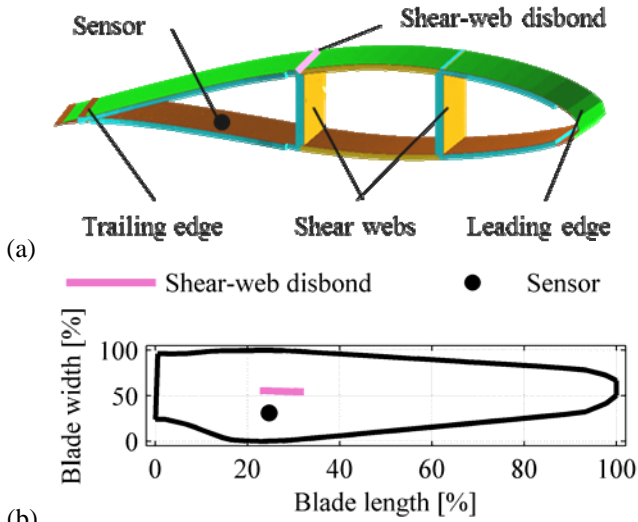 Sensor
Shear-web disbond
Trailing edge
Shear webs
Leading edge
(a)
Shear-web disbond
Sensor
Blade width [%]
100
50
0
0
20
40
60
80
100
Blade length [%]
(b)